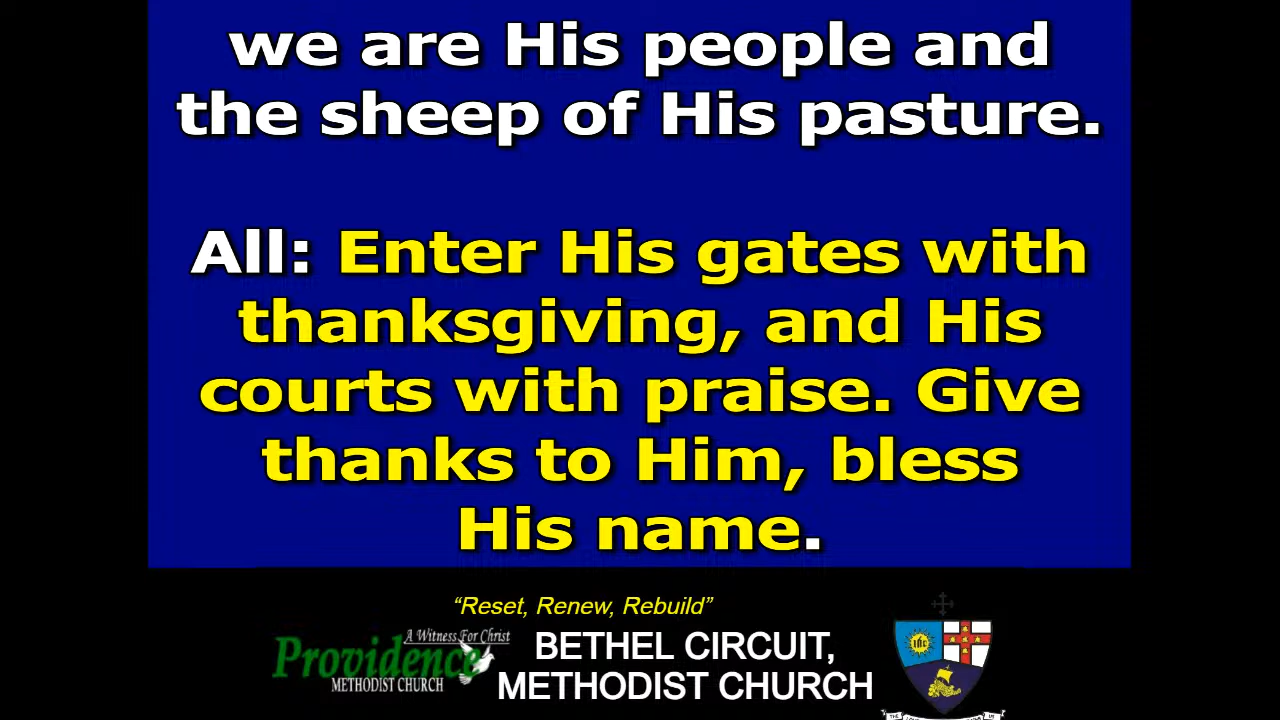 we are His people and
the sheep of His pasture.
All: Enter His gates with
thanksgiving, and His
courts with praise. Give
thanks to Him, bless
His name.
“Reset, Renew, Rebuild”
A Witness For Christ
Providence
METHODIST CHURCH
BETHEL CIRCUIT,
METHODIST CHURCH
IHC
THE